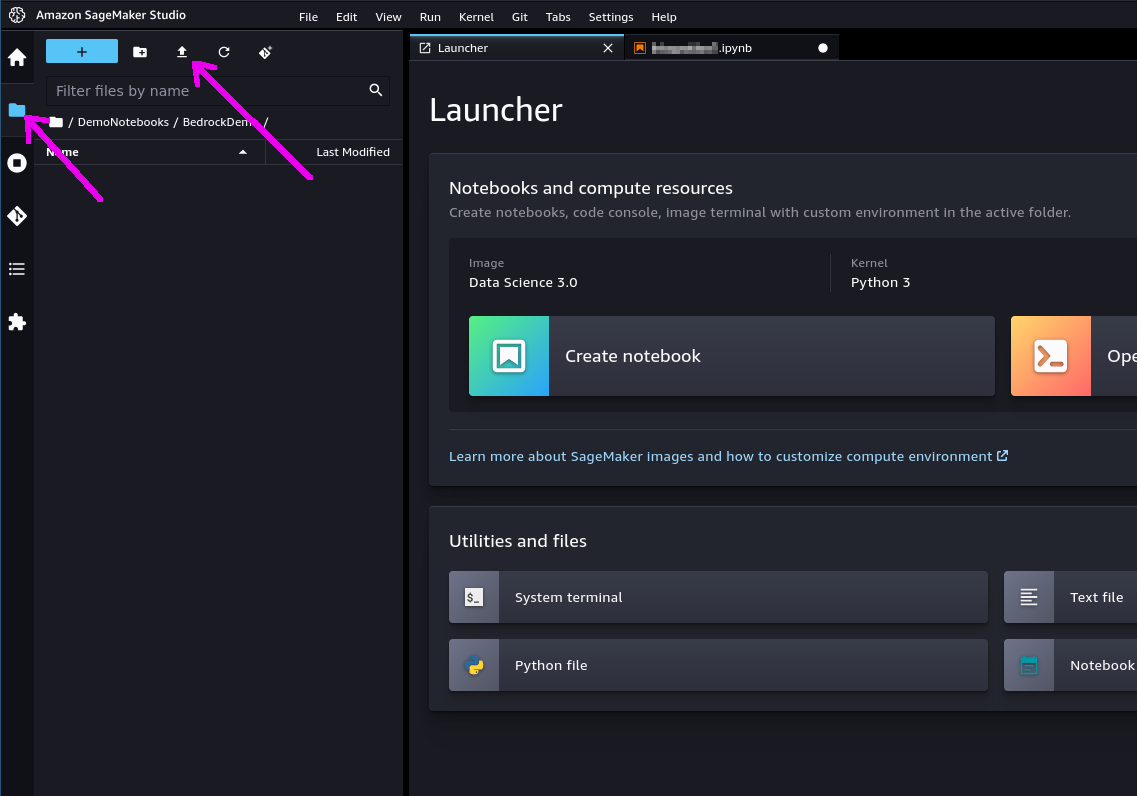 Amazon SageMaker Studio
File Edit View Run Kernel Git Tabs Settings Help
Launcher
.ipynb
Filter files by name
/ DemoNotebooks / BedrockDem /
Name
Last Modified
Launcher
Notebooks and compute resources
Create notebooks, code console, image terminal with custom environment in the active folder.
Image
Data Science 3.0
Kernel
Python 3
Create notebook
Ope
Learn more about SageMaker images and how to customize compute environment
Utilities and files
$_ System terminal
Text file
Python file
Notebook